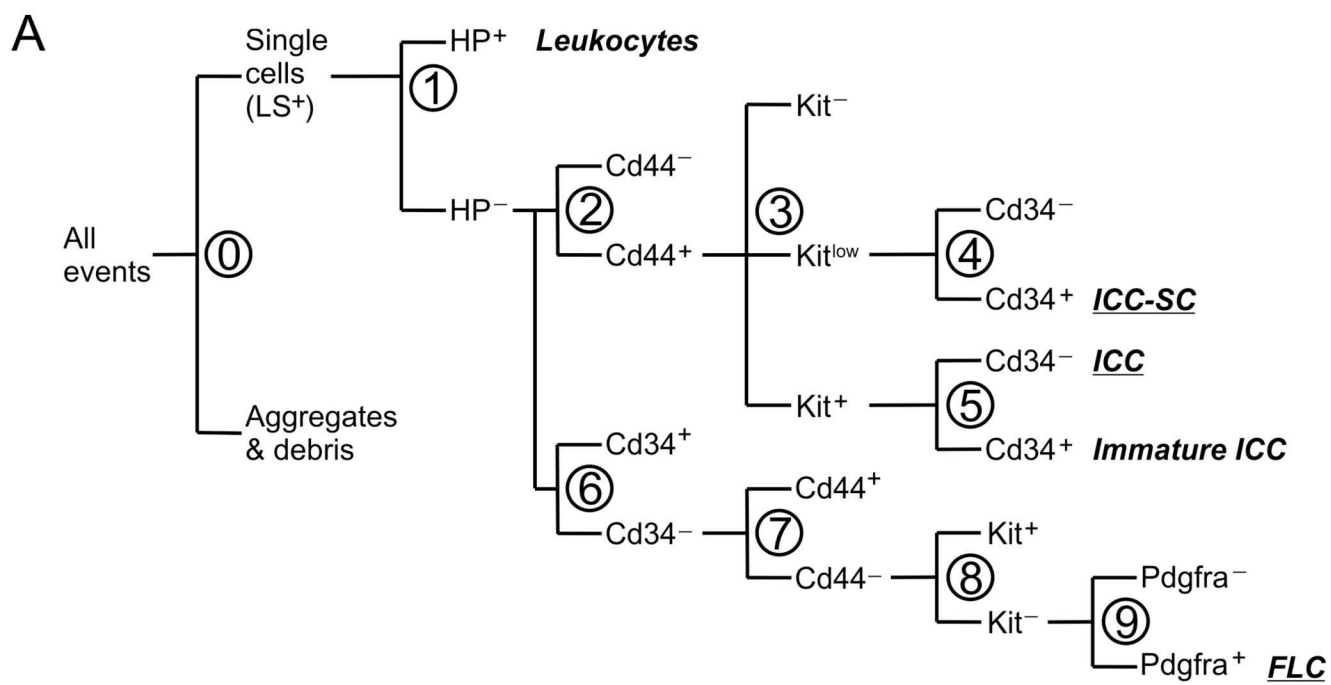 A
Single
cells
(LS⁺)
HP⁺ Leukocytes
①
Kit⁻
Cd44⁻
HP⁻
②
③
Cd34⁻
All
events
⓪
Cd44⁺
Kitˡᵒʷ
④
Cd34⁺ ICC-SC
Cd34⁻ ICC
Aggregates
& debris
Kit⁺
⑤
Cd34⁺
Cd34⁺ Immature ICC
⑥
Cd44⁺
Cd34⁻
⑦
Kit⁺
Cd44⁻
⑧
Pdgfra⁻
Kit⁻
⑨
Pdgfra⁺ FLC